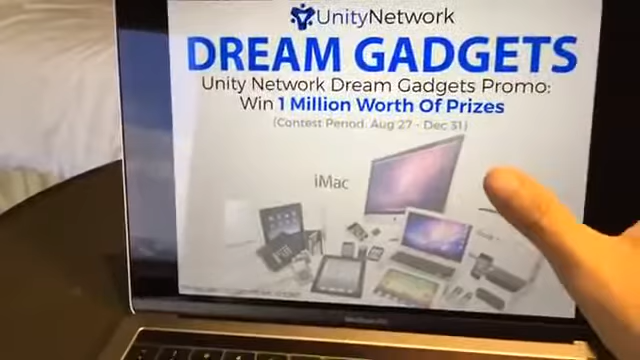 UnityNetwork
DREAM GADGETS
Unity Network Dream Gadgets Promo:
Win 1 Million Worth Of Prizes
(Contest Period: Aug 27 - Dec 31)
iMac